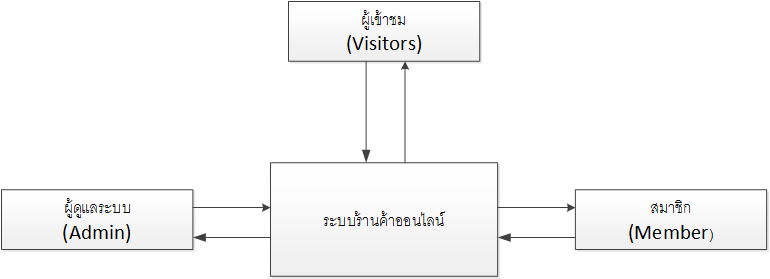 ผู้เข้าชม
(Visitors)
ผู้ดูแลระบบ
(Admin)
ระบบร้านค้าออนไลน์
สมาชิก
(Member)